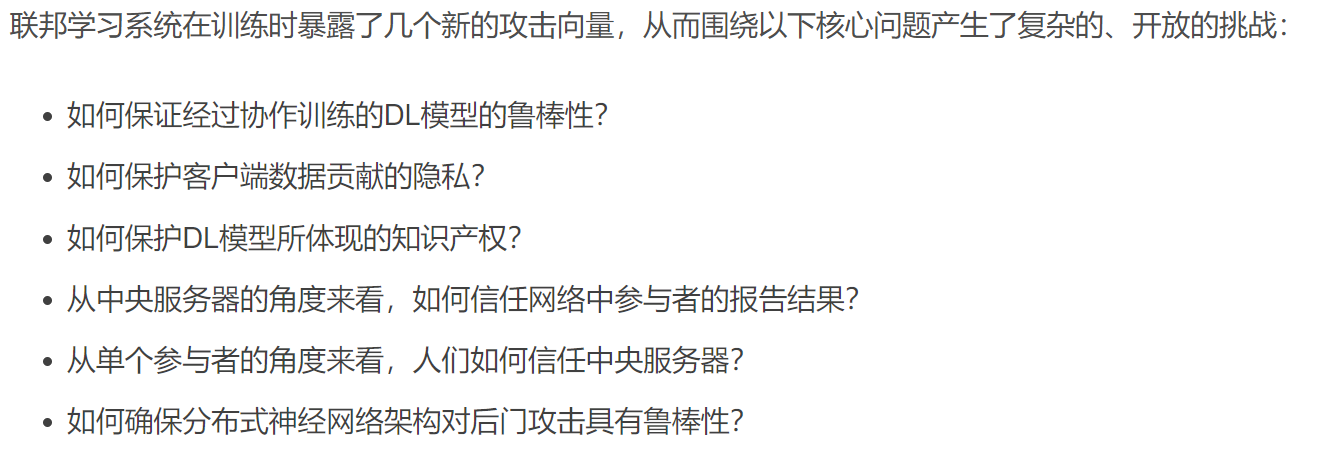 联邦学习系统在训练时暴露了几个新的攻击向量，从而围绕以下核心问题产生了复杂的、开放的挑战：
• 如何保证经过协作训练的DL模型的鲁棒性？
• 如何保护客户端数据贡献的隐私？
• 如何保护DL模型所体现的知识产权？
• 从中央服务器的角度来看，如何信任网络中参与者的报告结果？
• 从单个参与者的角度来看，人们如何信任中央服务器？
• 如何确保分布式神经网络架构对后门攻击具有鲁棒性？